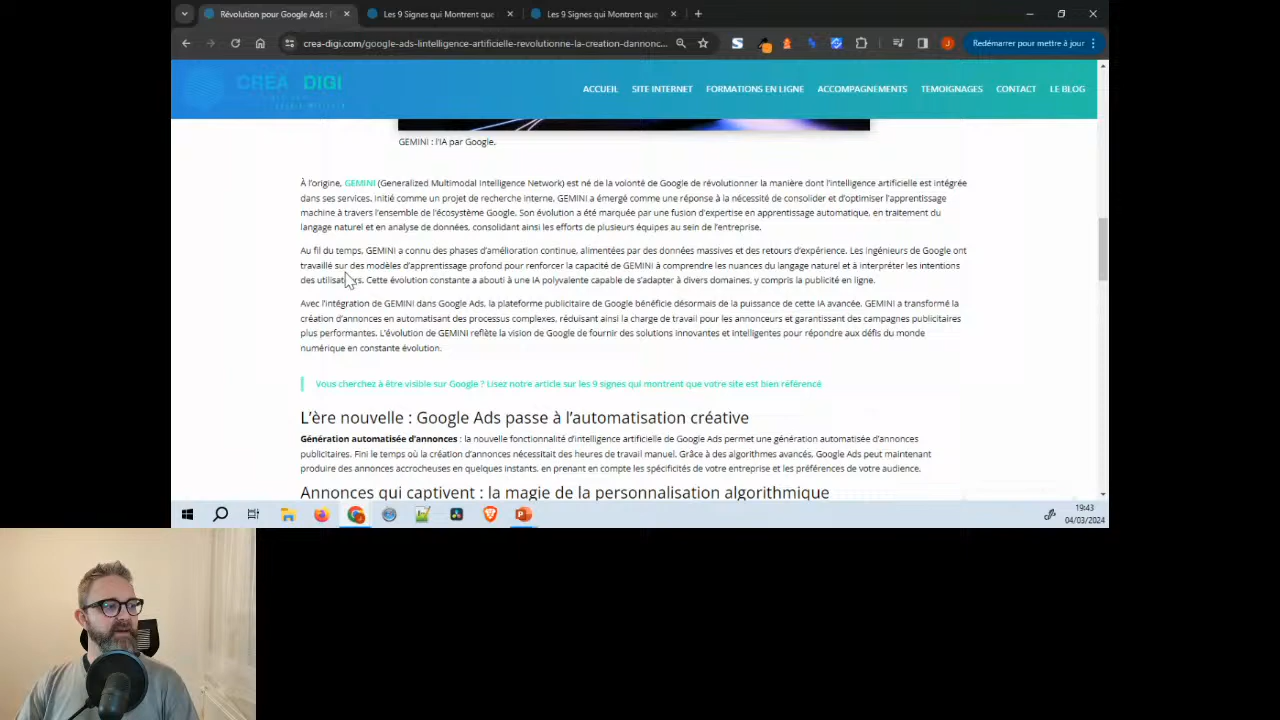 Révolution pour Google Ads :
Les 9 Signes qui Montrent que
Les 9 Signes qui Montrent que
crea-digi.com/google-ads-lintelligence-artificielle-revolutionne-la-creation-dannonc...
Redémarrer pour mettre à jour
CREA DIGI
ACCUEIL SITE INTERNET FORMATIONS EN LIGNE ACCOMPAGNEMENTS TEMOIGNAGES CONTACT LE BLOG
GEMINI : l'IA par Google.
À l'origine, GEMINI (Generalized Multimodal Intelligence Network) est né de la volonté de Google de révolutionner la manière dont l'intelligence artificielle est intégrée
dans ses services. Initié comme un projet de recherche interne, GEMINI a émergé comme une réponse à la nécessité de consolider et d'optimiser l'apprentissage
machine à travers l'ensemble de l'écosystème Google. Son évolution a été marquée par une fusion d'expertise en apprentissage automatique, en traitement du
langage naturel et en analyse de données, consolidant ainsi les efforts de plusieurs équipes au sein de l'entreprise.
Au fil du temps, GEMINI a connu des phases d'amélioration continue, alimentées par des données massives et des retours d'expérience. Les ingénieurs de Google ont
travaillé sur des modèles d'apprentissage profond pour renforcer la capacité de GEMINI à comprendre les nuances du langage naturel et à interpréter les intentions
des utilisateurs. Cette évolution constante a abouti à une IA polyvalente capable de s'adapter à divers domaines, y compris la publicité en ligne.
Avec l'intégration de GEMINI dans Google Ads, la plateforme publicitaire de Google bénéficie désormais de la puissance de cette IA avancée. GEMINI a transformé la
création d'annonces en automatisant des processus complexes, réduisant ainsi la charge de travail pour les annonceurs et garantissant des campagnes publicitaires
plus performantes. L'évolution de GEMINI reflète la vision de Google de fournir des solutions innovantes et intelligentes pour répondre aux défis du monde
numérique en constante évolution.
Vous cherchez à être visible sur Google ? Lisez notre article sur les 9 signes qui montrent que votre site est bien référencé
L'ère nouvelle : Google Ads passe à l'automatisation créative
Génération automatisée d'annonces : la nouvelle fonctionnalité d'intelligence artificielle de Google Ads permet une génération automatisée d'annonces
publicitaires. Fini le temps où la création d'annonces nécessitait des heures de travail manuel. Grâce à des algorithmes avancés, Google Ads peut maintenant
produire des annonces accrocheuses en quelques instants, en prenant en compte les spécificités de votre entreprise et les préférences de votre audience.
Annonces qui captivent : la magie de la personnalisation algorithmique
19:43
04/03/2024